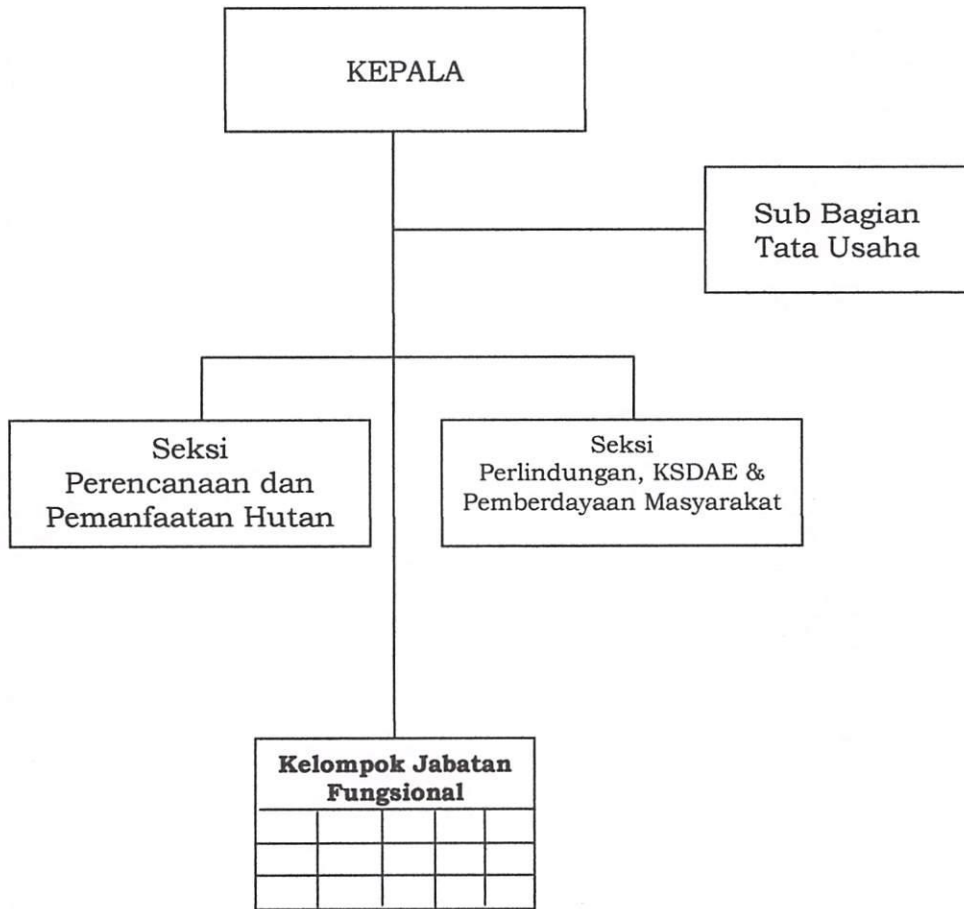 KEPALA
Sub Bagian
Tata Usaha
Seksi
Perencanaan dan
Pemanfaatan Hutan
Seksi
Perlindungan, KSDAE &
Pemberdayaan Masyarakat
Kelompok Jabatan
Fungsional